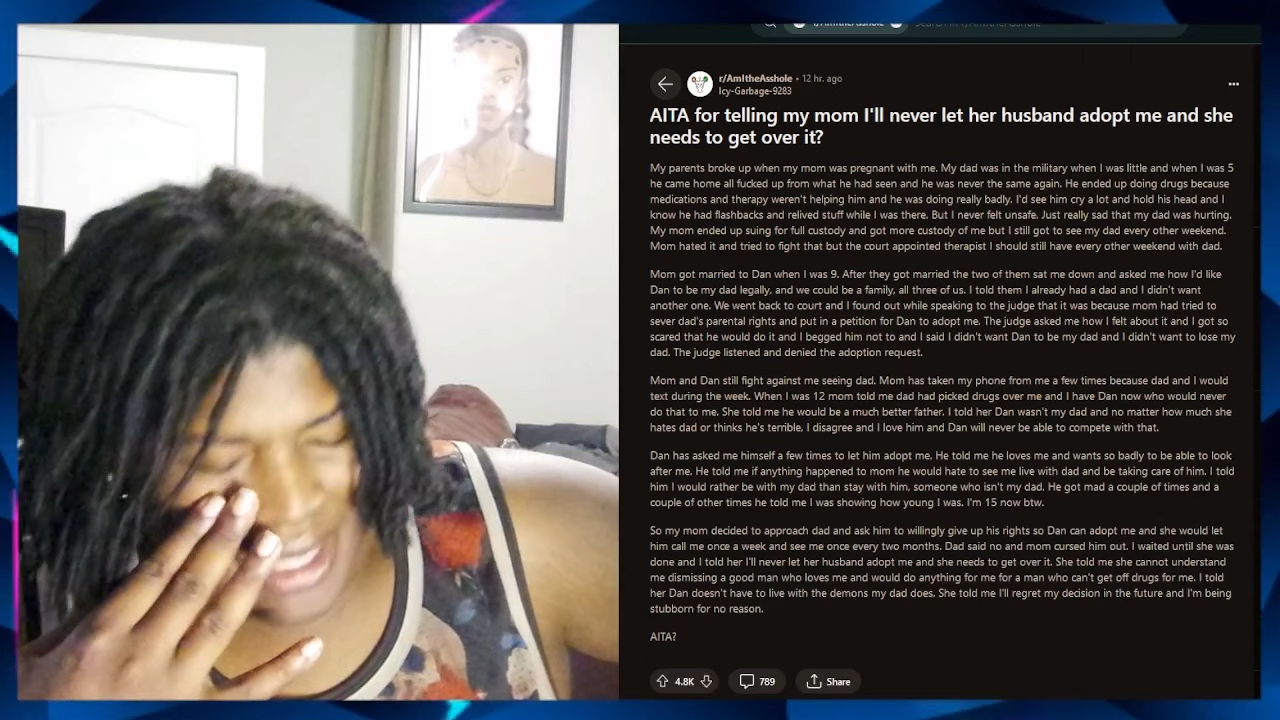 r/AmItheAsshole
r/AmItheAsshole • 12 hr. ago
Icy-Garbage-9283
AITA for telling my mom I'll never let her husband adopt me and she
needs to get over it?
My parents broke up when my mom was pregnant with me. My dad was in the military when I was little and when I was 5
he came home all fucked up from what he had seen and he was never the same again. He ended up doing drugs because
medications and therapy weren't helping him and he was doing really badly. I'd see him cry a lot and hold his head and I
know he had flashbacks and relived stuff while I was there. But I never felt unsafe. Just really sad that my dad was hurting.
My mom ended up suing for full custody and got more custody of me but I still got to see my dad every other weekend.
Mom hated it and tried to fight that but the court appointed therapist I should still have every other weekend with dad.
Mom got married to Dan when I was 9. After they got married the two of them sat me down and asked me how I'd like
Dan to be my dad legally, and we could be a family, all three of us. I told them I already had a dad and I didn't want
another one. We went back to court and I found out while speaking to the judge that it was because mom had tried to
sever dad's parental rights and put in a petition for Dan to adopt me. The judge asked me how I felt about it and I got so
scared that he would do it and I begged him not to and I said I didn't want Dan to be my dad and I didn't want to lose my
dad. The judge listened and denied the adoption request.
Mom and Dan still fight against me seeing dad. Mom has taken my phone from me a few times because dad and I would
text during the week. When I was 12 mom told me dad had picked drugs over me and I have Dan now who would never
do that to me. She told me he would be a much better father. I told her Dan wasn't my dad and no matter how much she
hates dad or thinks he's terrible, I disagree and I love him and Dan will never be able to compete with that.
Dan has asked me himself a few times to let him adopt me. He told me he loves me and wants so badly to be able to look
after me. He told me if anything happened to mom he would hate to see me live with dad and be taking care of him. I told
him I would rather be with my dad than stay with him, someone who isn't my dad. He got mad a couple of times and a
couple of other times he told me I was showing how young I was. I'm 15 now btw.
So my mom decided to approach dad and ask him to willingly give up his rights so Dan can adopt me and she would let
him call me once a week and see me once every two months. Dad said no and mom cursed him out. I waited until she was
done and I told her I'll never let her husband adopt me and she needs to get over it. She told me she cannot understand
me dismissing a good man who loves me and would do anything for me for a man who can't get off drugs for me. I told
her Dan doesn't have to live with the demons my dad does. She told me I'll regret my decision in the future and I'm being
stubborn for no reason.
AITA?
4.8K 789 Share